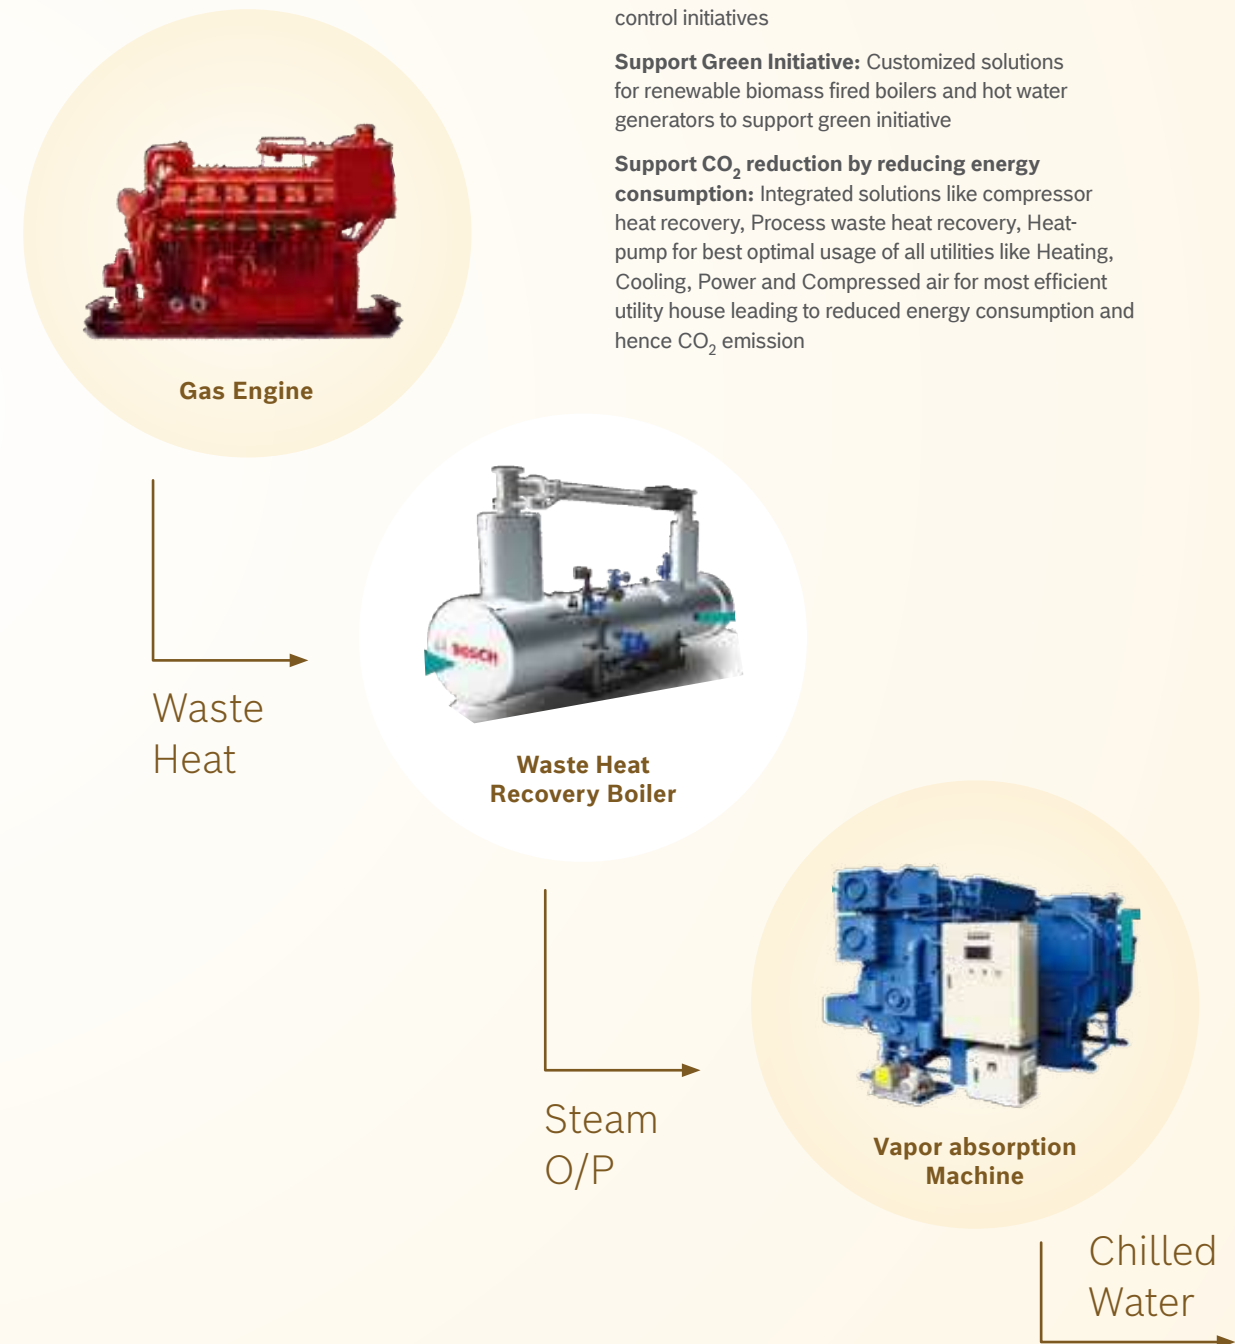 control initiatives
Support Green Initiative: Customized solutions
for renewable biomass fired boilers and hot water
generators to support green initiative
Support CO₂ reduction by reducing energy
consumption: Integrated solutions like compressor
heat recovery, Process waste heat recovery, Heat-
pump for best optimal usage of all utilities like Heating,
Cooling, Power and Compressed air for most efficient
utility house leading to reduced energy consumption and
hence CO₂ emission
Gas Engine
Waste
Heat
BOSCH
Waste Heat
Recovery Boiler
Steam
O/P
Vapor absorption
Machine
Chilled
Water